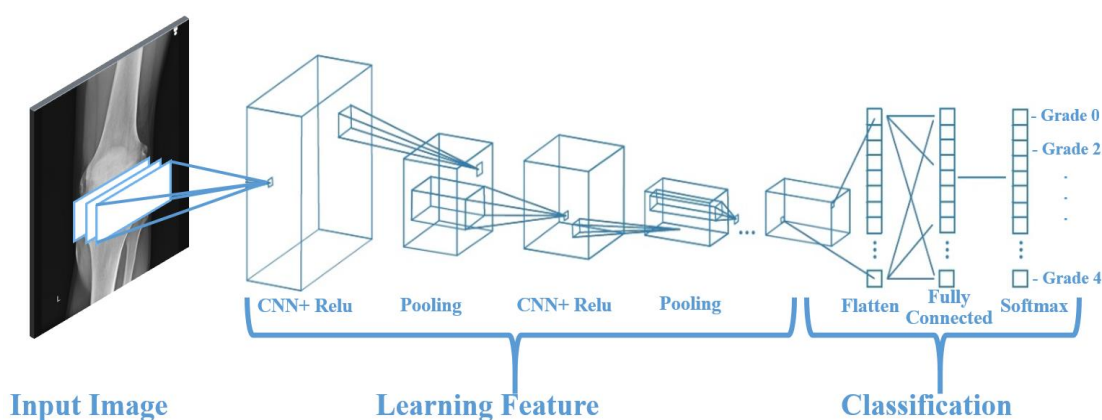 Grade 0
Grade 2
Grade 4
L
CNN+ Relu
Pooling
CNN+ Relu
Pooling
Flatten
Fully
Connected
Softmax
Input Image
Learning Feature
Classification